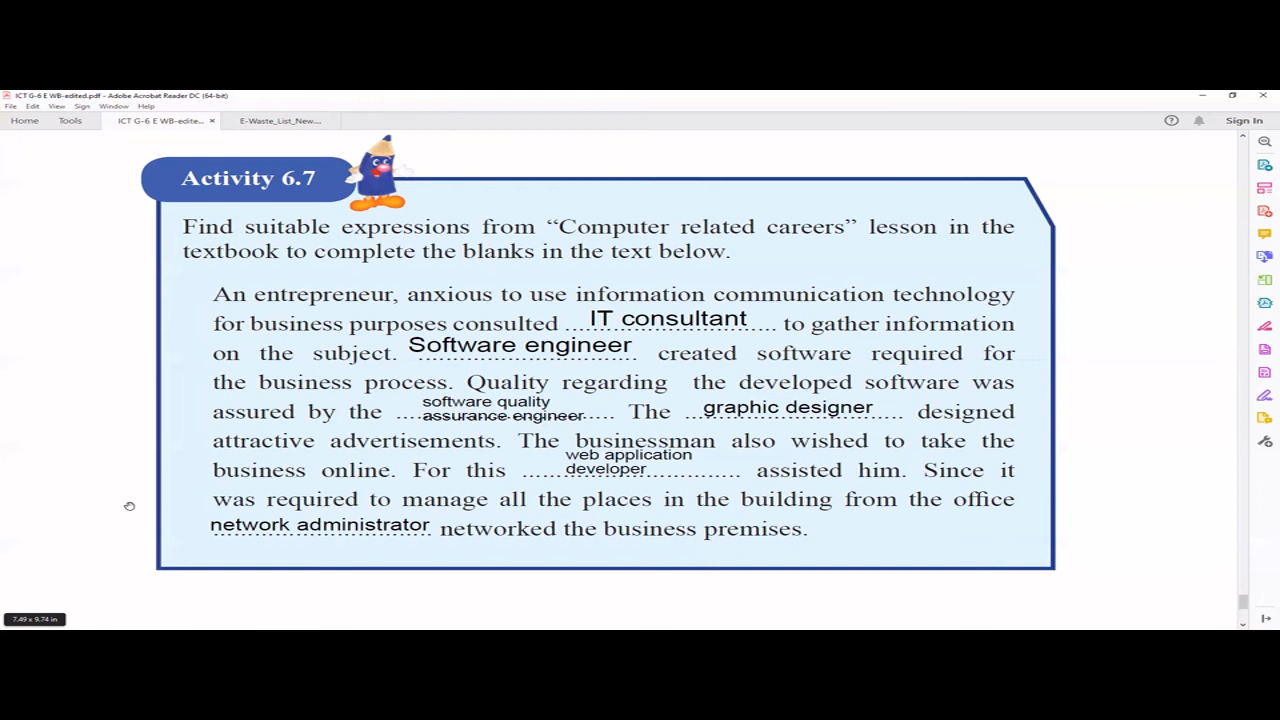 ICT G-6 E WB-edited.pdf - Adobe Acrobat Reader DC (64-bit)
File Edit View Sign Window Help
Home Tools ICT G-6 E WB-edite... × E-Waste_List_New.... Sign In
Activity 6.7
Find suitable expressions from “Computer related careers” lesson in the
textbook to complete the blanks in the text below.
An entrepreneur, anxious to use information communication technology
for business purposes consulted ...IT consultant.... to gather information
on the subject. Software engineer created software required for
the business process. Quality regarding the developed software was
software quality
assured by the ....assurance engineer..... The ...graphic designer..... designed
attractive advertisements. The businessman also wished to take the
web application
business online. For this ......developer............... assisted him. Since it
was required to manage all the places in the building from the office
network administrator networked the business premises.
7.49 x 9.74 in